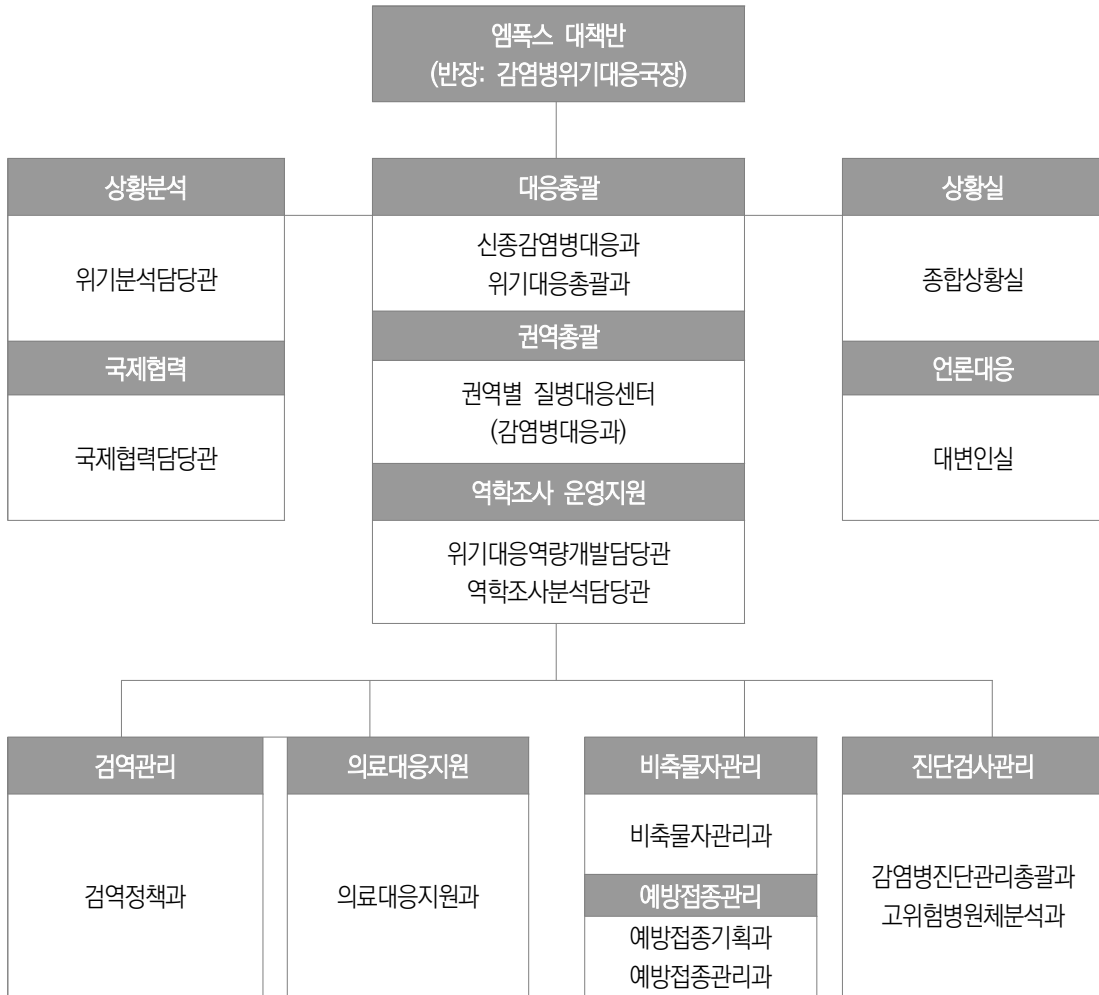 엠폭스 대책반
(반장: 감염병위기대응국장)
상황분석
위기분석담당관
국제협력
국제협력담당관
대응총괄
신종감염병대응과
위기대응총괄과
권역총괄
권역별 질병대응센터
(감염병대응과)
역학조사 운영지원
위기대응역량개발담당관
역학조사분석담당관
상황실
종합상황실
언론대응
대변인실
검역관리
검역정책과
의료대응지원
의료대응지원과
비축물자관리
비축물자관리과
예방접종관리
예방접종기획과
예방접종관리과
진단검사관리
감염병진단관리총괄과
고위험병원체분석과